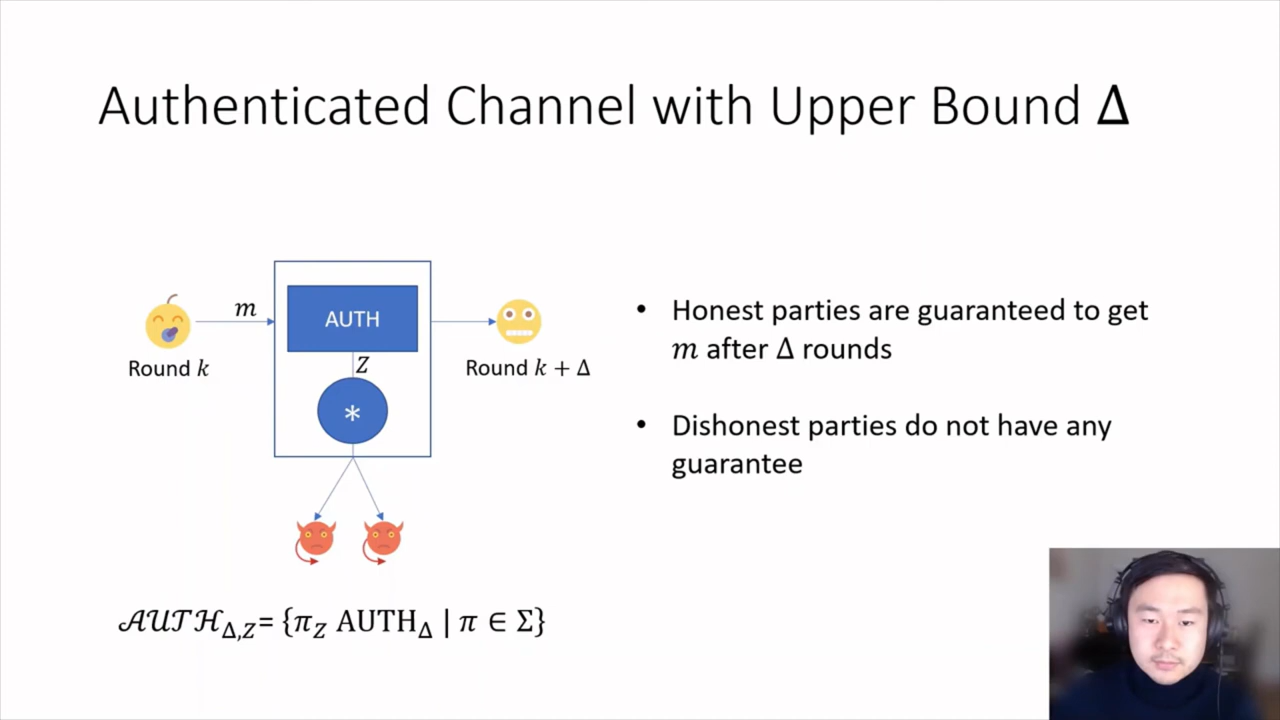 Authenticated Channel with Upper Bound Δ
m
AUTH
Z
Round k
Round k + Δ
*
• Honest parties are guaranteed to get
m after Δ rounds
• Dishonest parties do not have any
guarantee
𝒜𝒰𝒯ℋ_Δ,Z = {π_Z AUTH_Δ | π ∈ Σ}